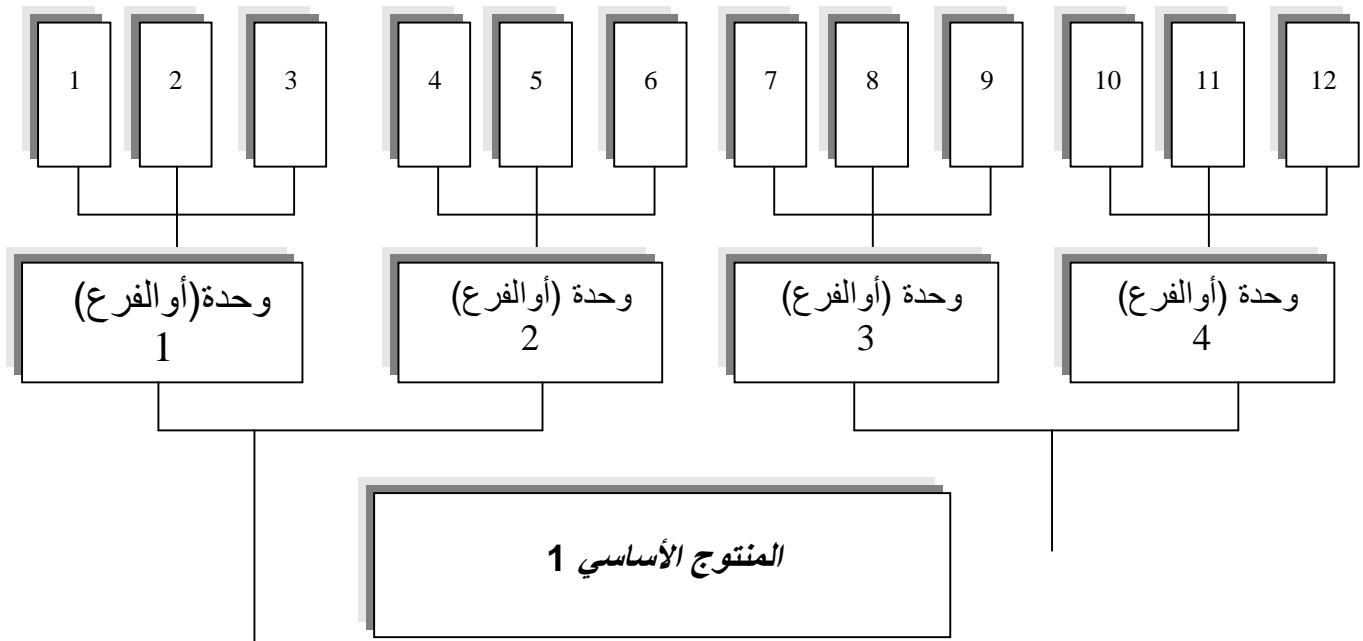 1 2 3 4 5 6 7 8 9 10 11 12
وحدة(أوالفرع)
1
وحدة (أوالفرع)
2
وحدة (أوالفرع)
3
وحدة (أوالفرع)
4
المنتوج الأساسي 1